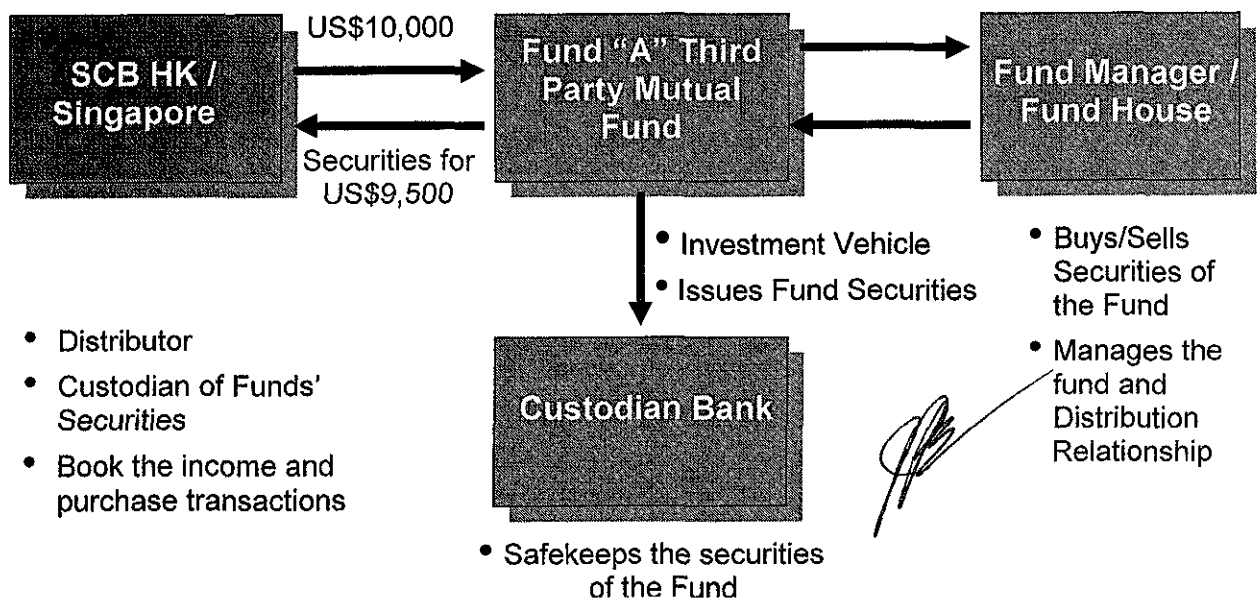 US$10,000
SCB HK /
Singapore
Securities for
US$9,500
Fund “A” Third
Party Mutual
Fund
Fund Manager /
Fund House
• Investment Vehicle
• Issues Fund Securities
• Buys/Sells
Securities of
the Fund
• Manages the
fund and
Distribution
Relationship
• Distributor
• Custodian of Funds'
Securities
• Book the income and
purchase transactions
Custodian Bank
• Safekeeps the securities
of the Fund